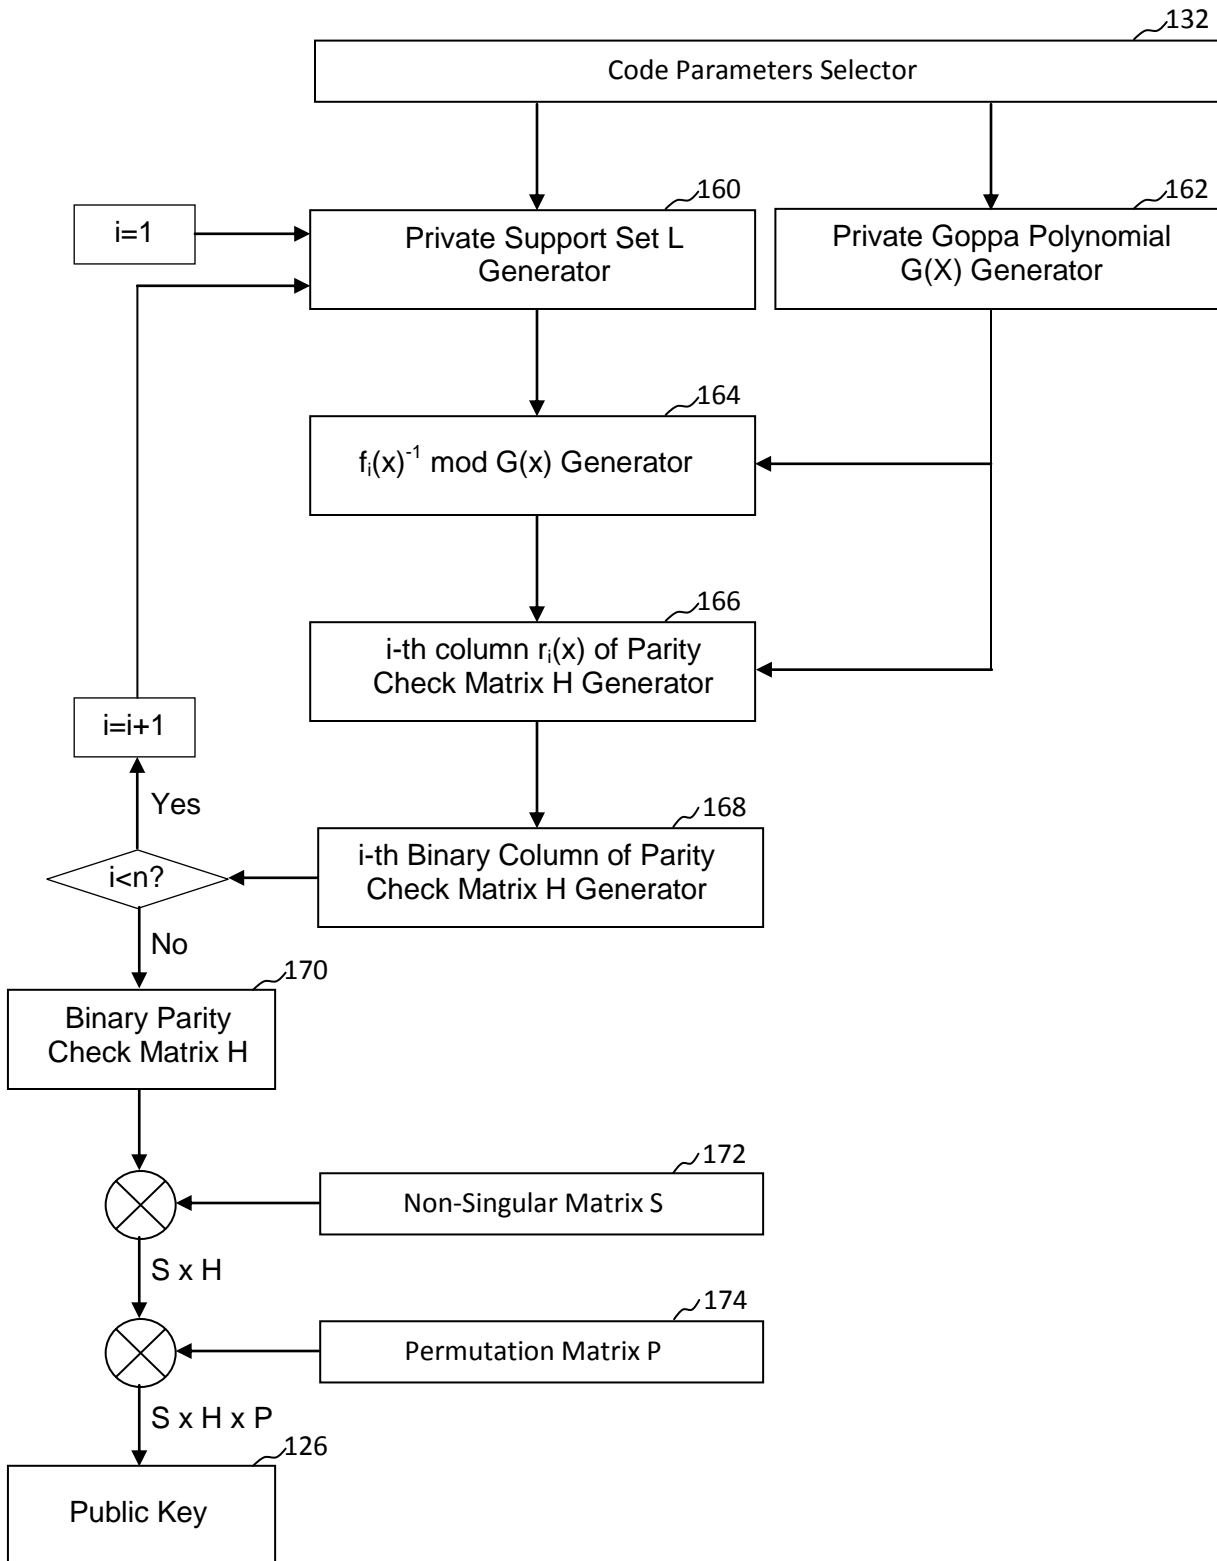 132
Code Parameters Selector
160
162
i=1
Private Support Set L
Generator
Private Goppa Polynomial
G(X) Generator
164
fᵢ(x)⁻¹ mod G(x) Generator
166
i-th column rᵢ(x) of Parity
Check Matrix H Generator
i=i+1
Yes
168
i-th Binary Column of Parity
Check Matrix H Generator
i<n?
No
170
Binary Parity
Check Matrix H
172
Non-Singular Matrix S
S x H
174
Permutation Matrix P
S x H x P
126
Public Key